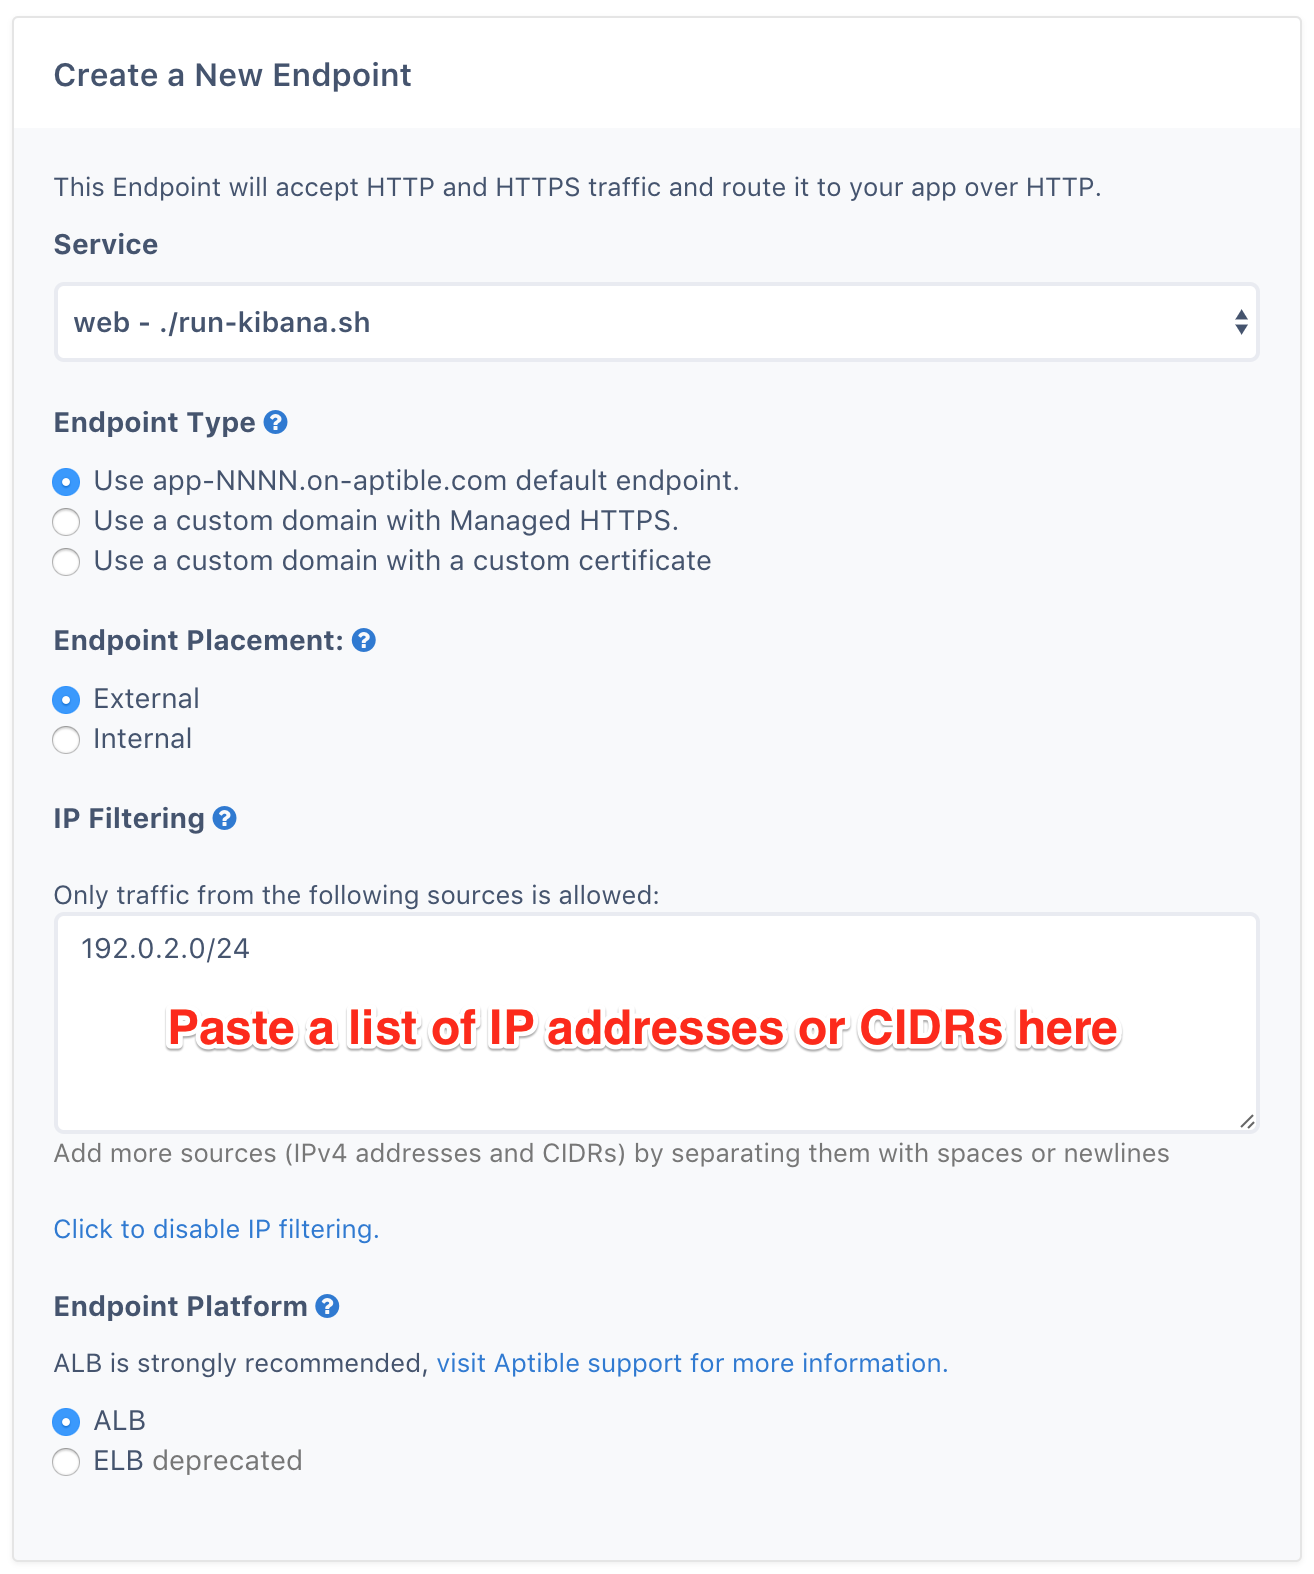 Create a New Endpoint
This Endpoint will accept HTTP and HTTPS traffic and route it to your app over HTTP.
Service
web - ./run-kibana.sh
Endpoint Type ?
Use app-NNNN.on-aptible.com default endpoint.
Use a custom domain with Managed HTTPS.
Use a custom domain with a custom certificate
Endpoint Placement: ?
External
Internal
IP Filtering ?
Only traffic from the following sources is allowed:
192.0.2.0/24
Paste a list of IP addresses or CIDRs here
Add more sources (IPv4 addresses and CIDRs) by separating them with spaces or newlines
Click to disable IP filtering.
Endpoint Platform ?
ALB is strongly recommended, visit Aptible support for more information.
ALB
ELB deprecated